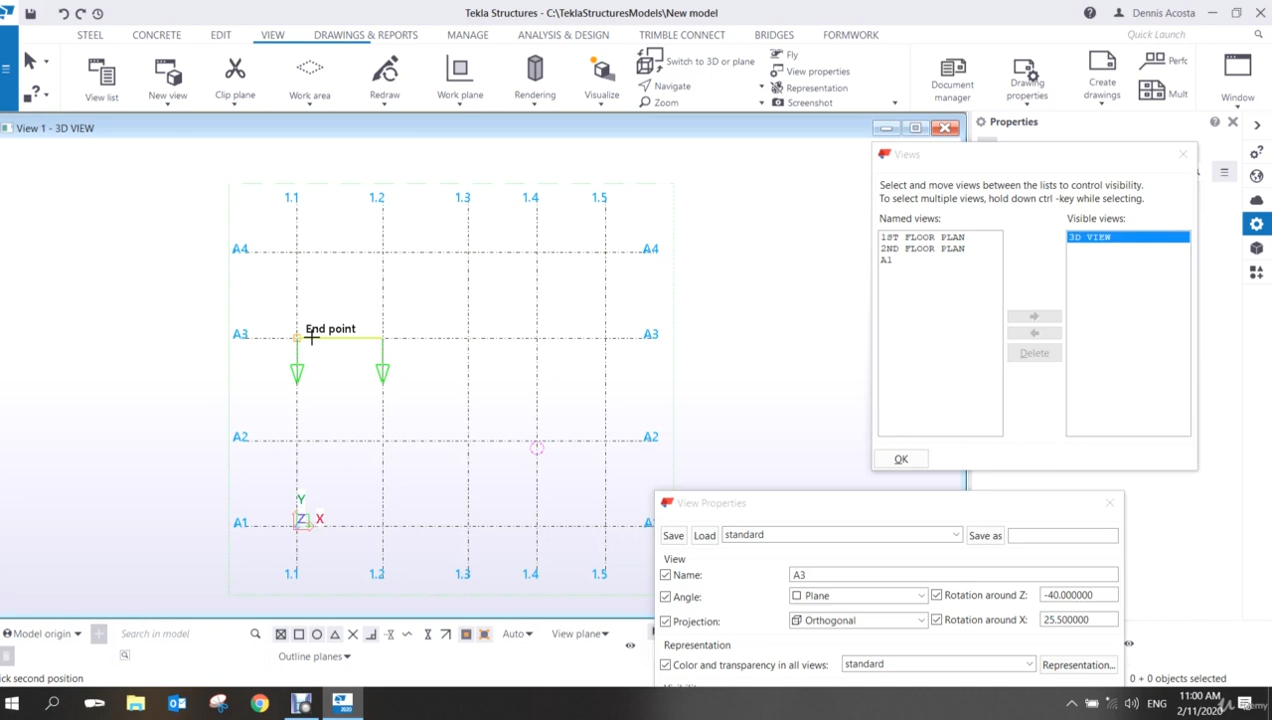 Tekla Structures - C:\TeklaStructuresModels\New model
Dennis Acosta
STEEL CONCRETE EDIT VIEW DRAWINGS & REPORTS MANAGE ANALYSIS & DESIGN TRIMBLE CONNECT BRIDGES FORMWORK
Quick Launch
View list
New view
Clip plane
Work area
Redraw
Work plane
Rendering
Visualize
Switch to 3D or plane
Navigate
Zoom
Fly
View properties
Representation
Screenshot
Document
manager
Drawing
properties
Create
drawings
Perfc
Mult
Window
View 1 - 3D VIEW
Properties
Views
Select and move views between the lists to control visibility.
To select multiple views, hold down ctrl -key while selecting.
Named views:
Visible views:
1ST FLOOR PLAN
2ND FLOOR PLAN
A1
3D VIEW
Delete
OK
1.1 1.2 1.3 1.4 1.5
A4 A4
End point
A3 A3
A2 A2
Y
Z X
A1
1.1 1.2 1.3 1.4 1.5
View Properties
Save Load standard Save as
View
Name: A3
Angle: Plane Rotation around Z: -40.000000
Projection: Orthogonal Rotation around X: 25.500000
Representation
Color and transparency in all views: standard Representation...
Model origin
Search in model
Auto
View plane
Outline planes
ick second position
0 + 0 objects selected
ENG
11:00 AM
2/11/2020
2020